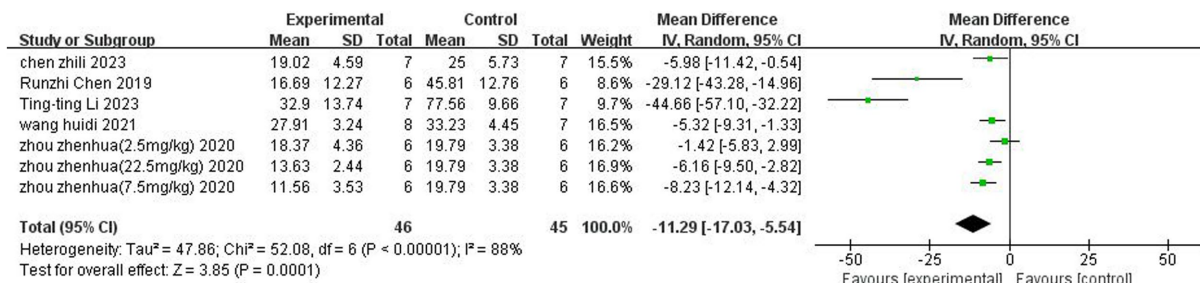 Experimental Control Mean Difference Mean Difference
Study or Subgroup Mean SD Total Mean SD Total Weight IV, Random, 95% CI IV, Random, 95% CI
chen zhili 2023 19.02 4.59 7 25 5.73 7 15.5% -5.98 [-11.42, -0.54]
Runzhi Chen 2019 16.69 12.27 6 45.81 12.76 6 8.6% -29.12 [-43.28, -14.96]
Ting-ting Li 2023 32.9 13.74 7 77.56 9.66 7 9.7% -44.66 [-57.10, -32.22]
wang huidi 2021 27.91 3.24 8 33.23 4.45 7 16.5% -5.32 [-9.31, -1.33]
zhou zhenhua(2.5mg/kg) 2020 18.37 4.36 6 19.79 3.38 6 16.2% -1.42 [-5.83, 2.99]
zhou zhenhua(22.5mg/kg) 2020 13.63 2.44 6 19.79 3.38 6 16.9% -6.16 [-9.50, -2.82]
zhou zhenhua(7.5mg/kg) 2020 11.56 3.53 6 19.79 3.38 6 16.6% -8.23 [-12.14, -4.32]
Total (95% CI) 46 45 100.0% -11.29 [-17.03, -5.54]
Heterogeneity: Tau² = 47.86; Chi² = 52.08, df = 6 (P < 0.00001); I² = 88%
Test for overall effect: Z = 3.85 (P = 0.0001)
-50 -25 0 25 50
Favours [experimental] Favours [control]